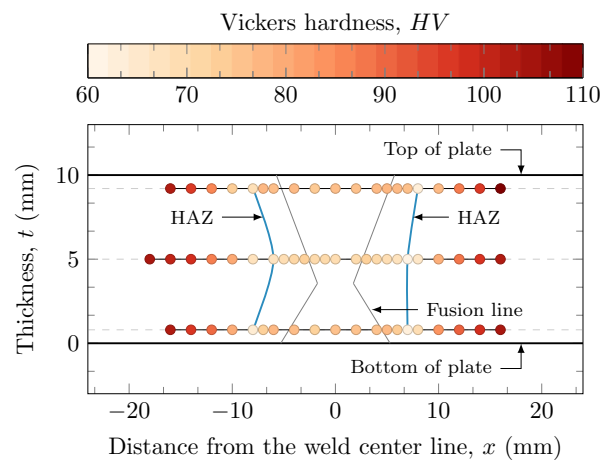 Vickers hardness, HV
60 70 80 90 100 110
Top of plate
10
HAZ HAZ
5
Thickness, t (mm)
Fusion line
0
Bottom of plate
−20 −10 0 10 20
Distance from the weld center line, x (mm)